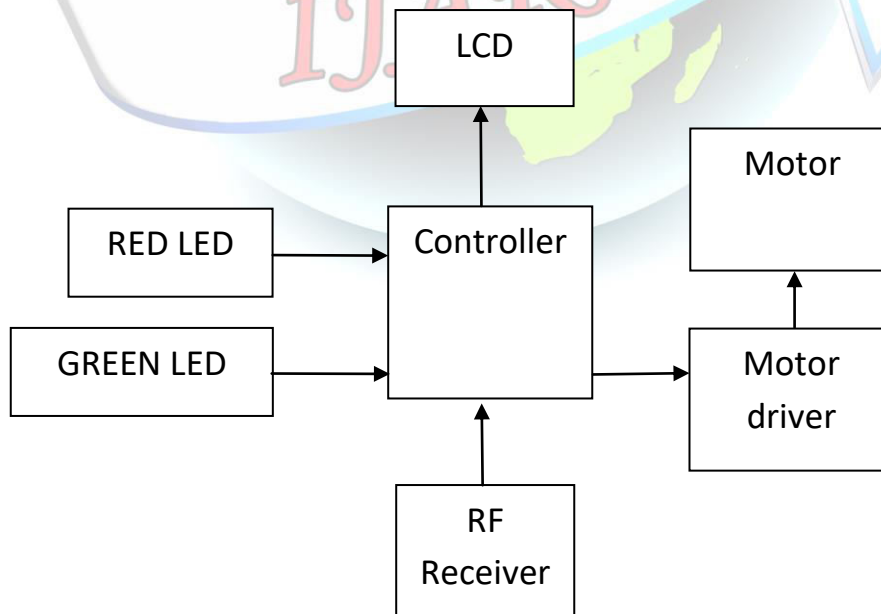 LCD
Motor
RED LED
Controller
GREEN LED
Motor
driver
RF
Receiver